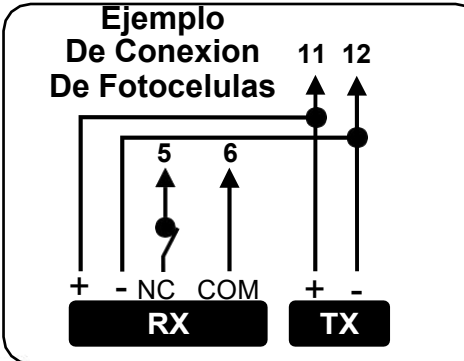 Ejemplo
De Conexion
De Fotocelulas
11 12
5 6
+ - NC COM + -
RX TX